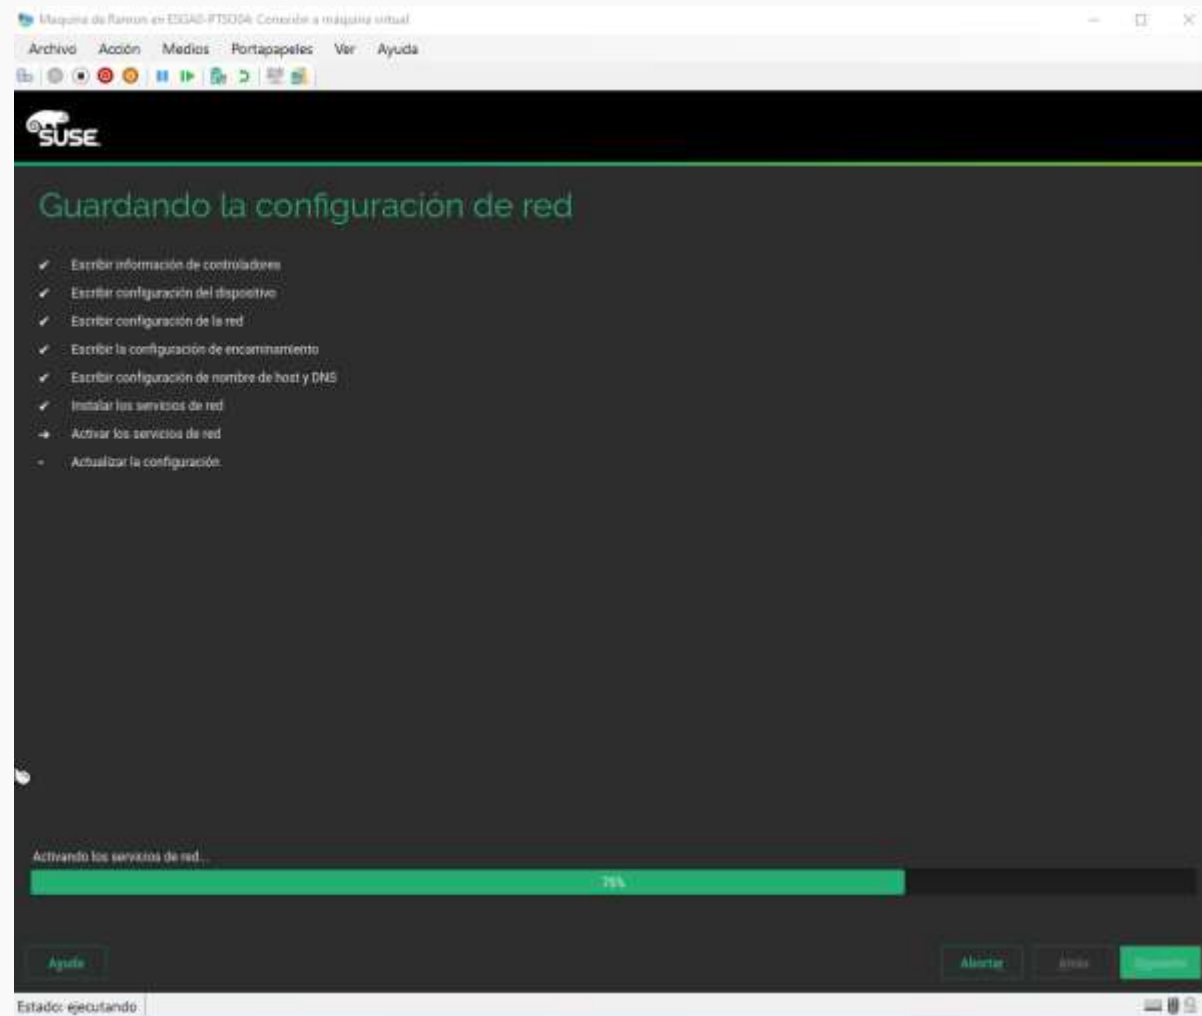 Maquina de Ramon en ESGA0-PTSO04: Conexión a máquina virtual
Archivo Acción Medios Portapapeles Ver Ayuda
SUSE
Guardando la configuración de red
Escribir información de controladores
Escribir configuración del dispositivo
Escribir configuración de la red
Escribir la configuración de encaminamiento
Escribir configuración de nombre de host y DNS
Instalar los servicios de red
Activar los servicios de red
Actualizar la configuración
Activando los servicios de red...
75%
Ayuda Abortar Atrás Siguiente
Estado: ejecutando